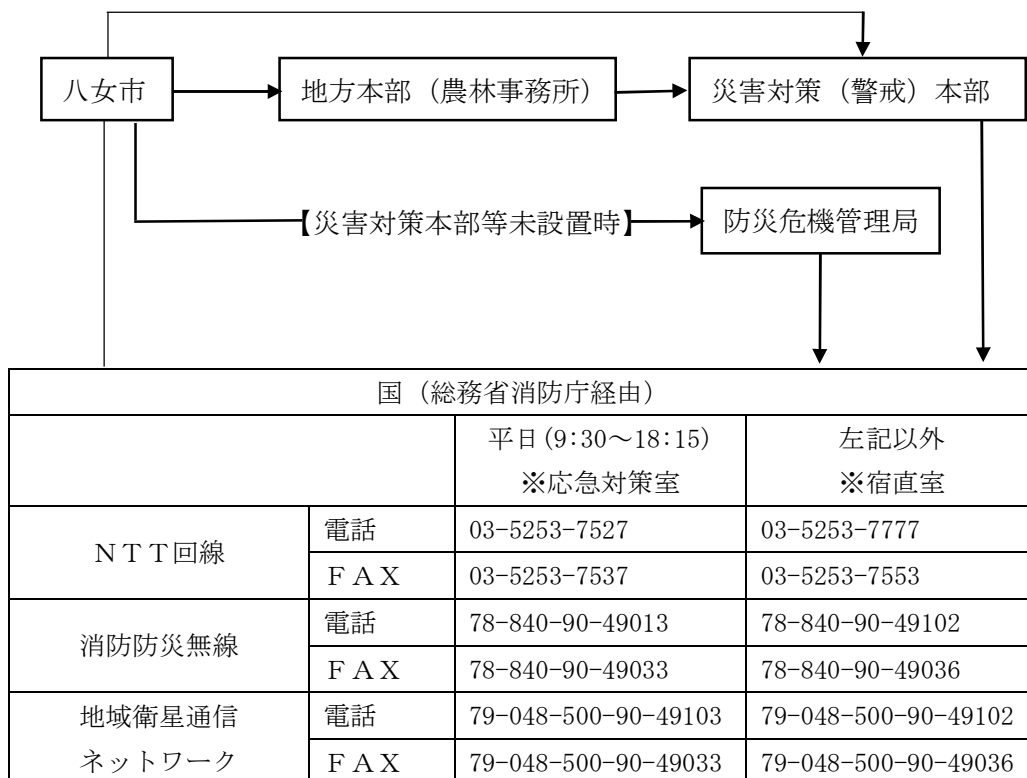 八女市
地方本部（農林事務所）
災害対策（警戒）本部
【災害対策本部等未設置時】
防災危機管理局
国（総務省消防庁経由）
平日(9:30～18:15)
※応急対策室
左記以外
※宿直室
ＮＴＴ回線
電話
03-5253-7527
03-5253-7777
ＦＡＸ
03-5253-7537
03-5253-7553
消防防災無線
電話
78-840-90-49013
78-840-90-49102
ＦＡＸ
78-840-90-49033
78-840-90-49036
地域衛星通信
ネットワーク
電話
79-048-500-90-49103
79-048-500-90-49102
ＦＡＸ
79-048-500-90-49033
79-048-500-90-49036